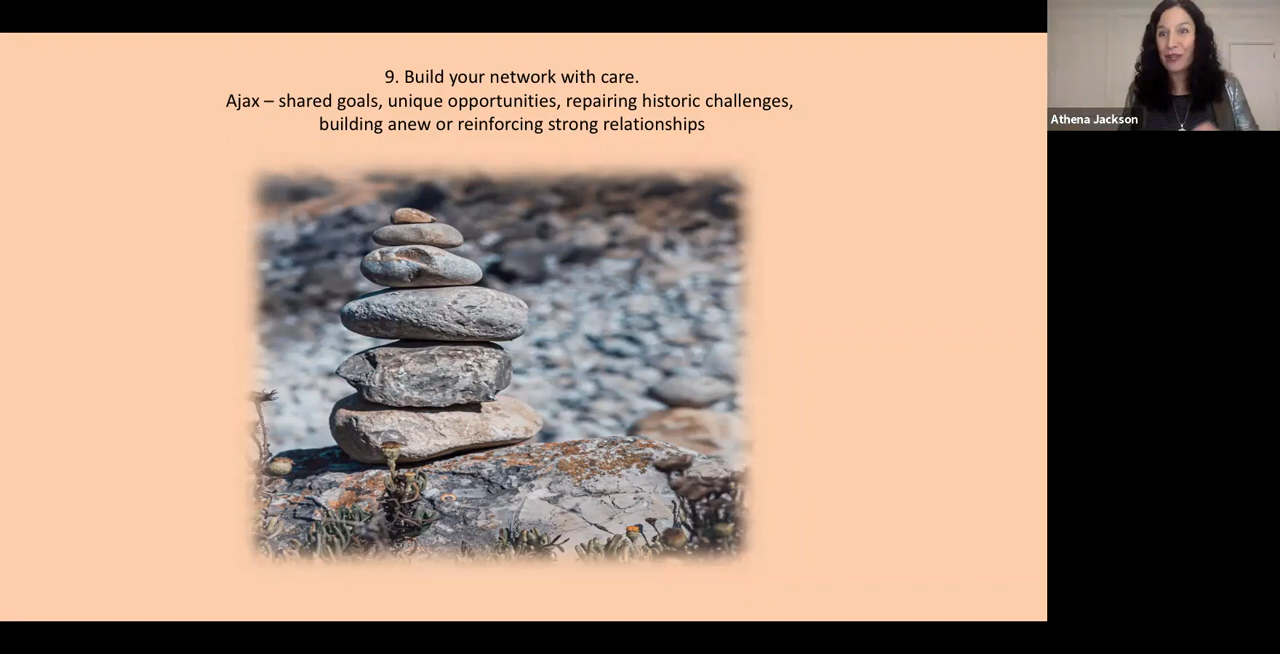 9. Build your network with care.
Ajax – shared goals, unique opportunities, repairing historic challenges,
building anew or reinforcing strong relationships
Athena Jackson